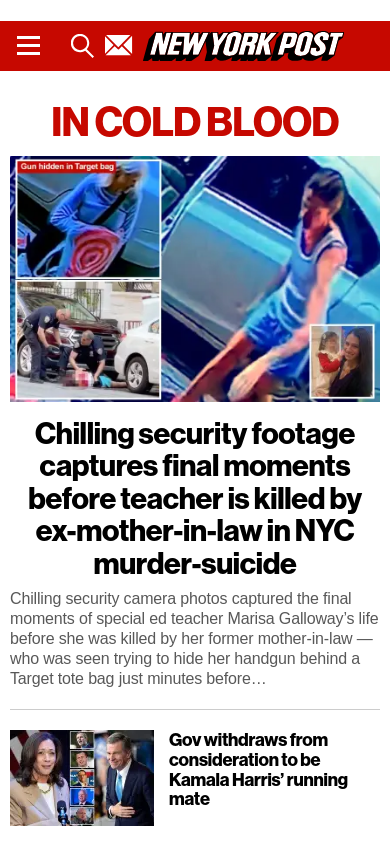 NEW YORK POST
IN COLD BLOOD
Gun hidden in Target bag
Chilling security footage
captures final moments
before teacher is killed by
ex-mother-in-law in NYC
murder-suicide
Chilling security camera photos captured the final
moments of special ed teacher Marisa Galloway’s life
before she was killed by her former mother-in-law —
who was seen trying to hide her handgun behind a
Target tote bag just minutes before…
Gov withdraws from
consideration to be
Kamala Harris’ running
mate